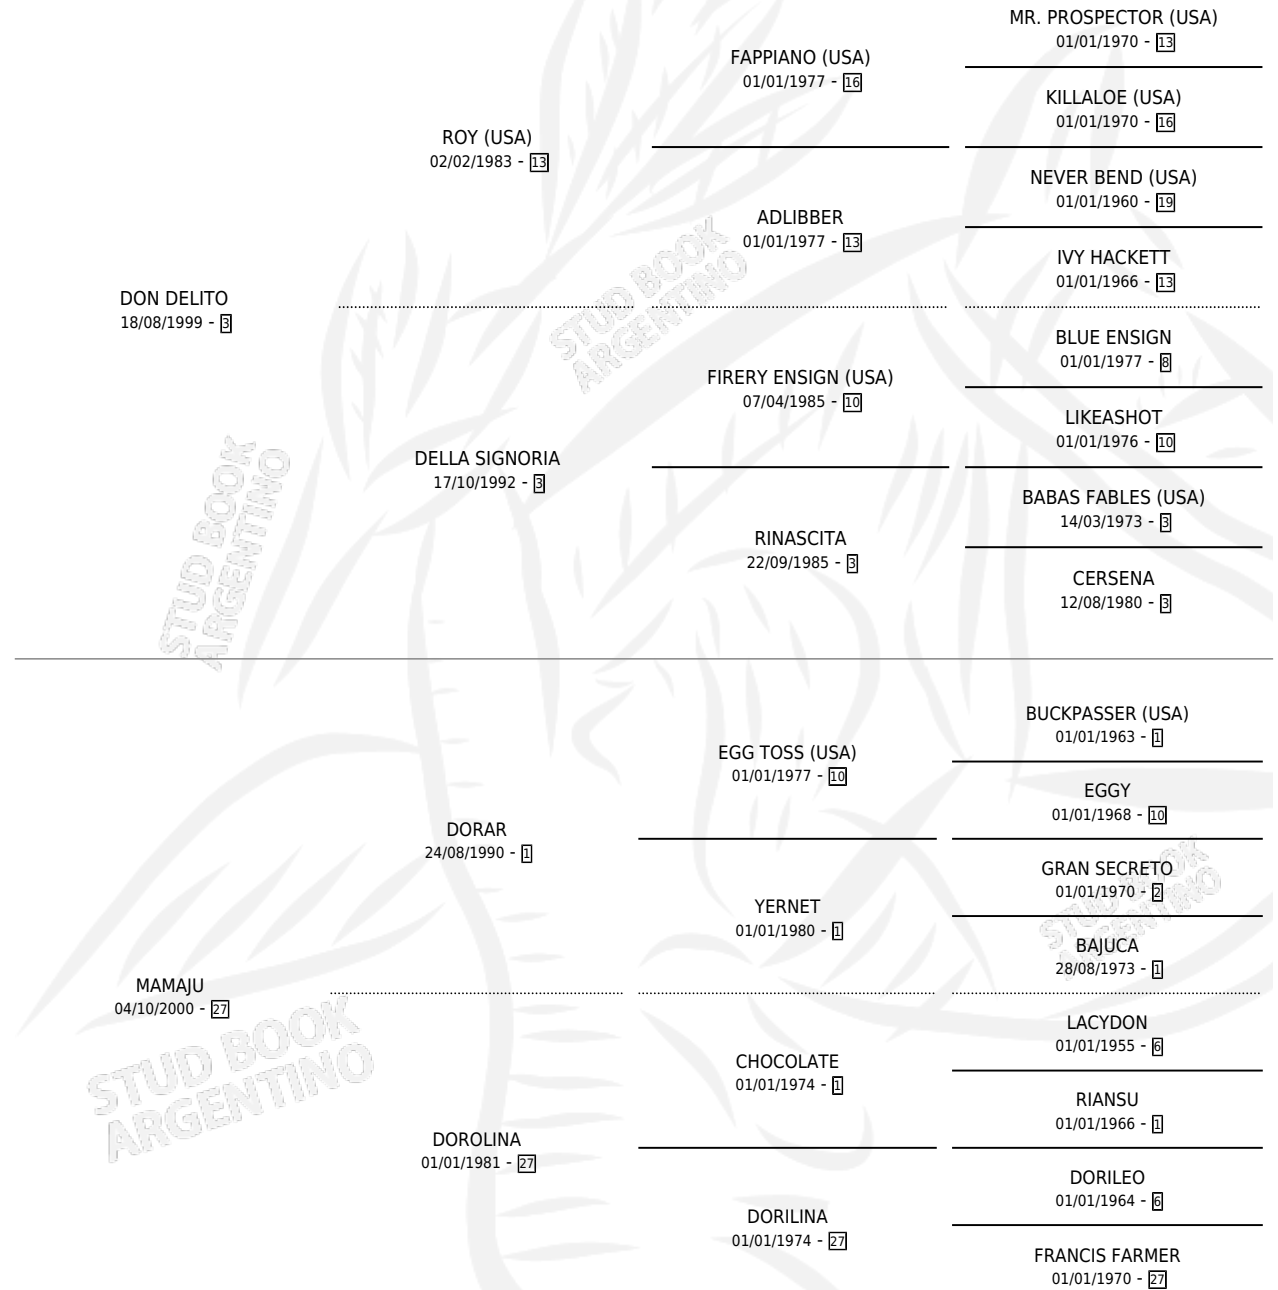 MR. PROSPECTOR (USA)
01/01/1970 - 13
FAPPIANO (USA)
01/01/1977 - 16
KILLALOE (USA)
01/01/1970 - 16
ROY (USA)
02/02/1983 - 13
NEVER BEND (USA)
01/01/1960 - 19
ADLIBBER
01/01/1977 - 13
IVY HACKETT
01/01/1966 - 13
DON DELITO
18/08/1999 - 3
STUD BOOK
ARGENTINO
BLUE ENSIGN
01/01/1977 - 8
FIRERY ENSIGN (USA)
07/04/1985 - 10
LIKEASHOT
01/01/1976 - 10
DELLA SIGNORIA
17/10/1992 - 3
BABAS FABLES (USA)
14/03/1973 - 3
RINASCITA
22/09/1985 - 3
CERSENA
12/08/1980 - 3
STUD BOOK
ARGENTINO
BUCKPASSER (USA)
01/01/1963 - 1
EGG TOSS (USA)
01/01/1977 - 10
EGGY
01/01/1968 - 10
DORAR
24/08/1990 - 1
GRAN SECRETO
01/01/1970 - 2
YERNET
01/01/1980 - 1
BAJUCA
28/08/1973 - 1
STUD BOOK
ARGENTINO
MAMAJU
04/10/2000 - 27
LACYDON
01/01/1955 - 6
CHOCOLATE
01/01/1974 - 1
RIANSU
01/01/1966 - 1
STUD BOOK
ARGENTINO
DOROLINA
01/01/1981 - 27
DORILEO
01/01/1964 - 6
DORILINA
01/01/1974 - 27
FRANCIS FARMER
01/01/1970 - 27